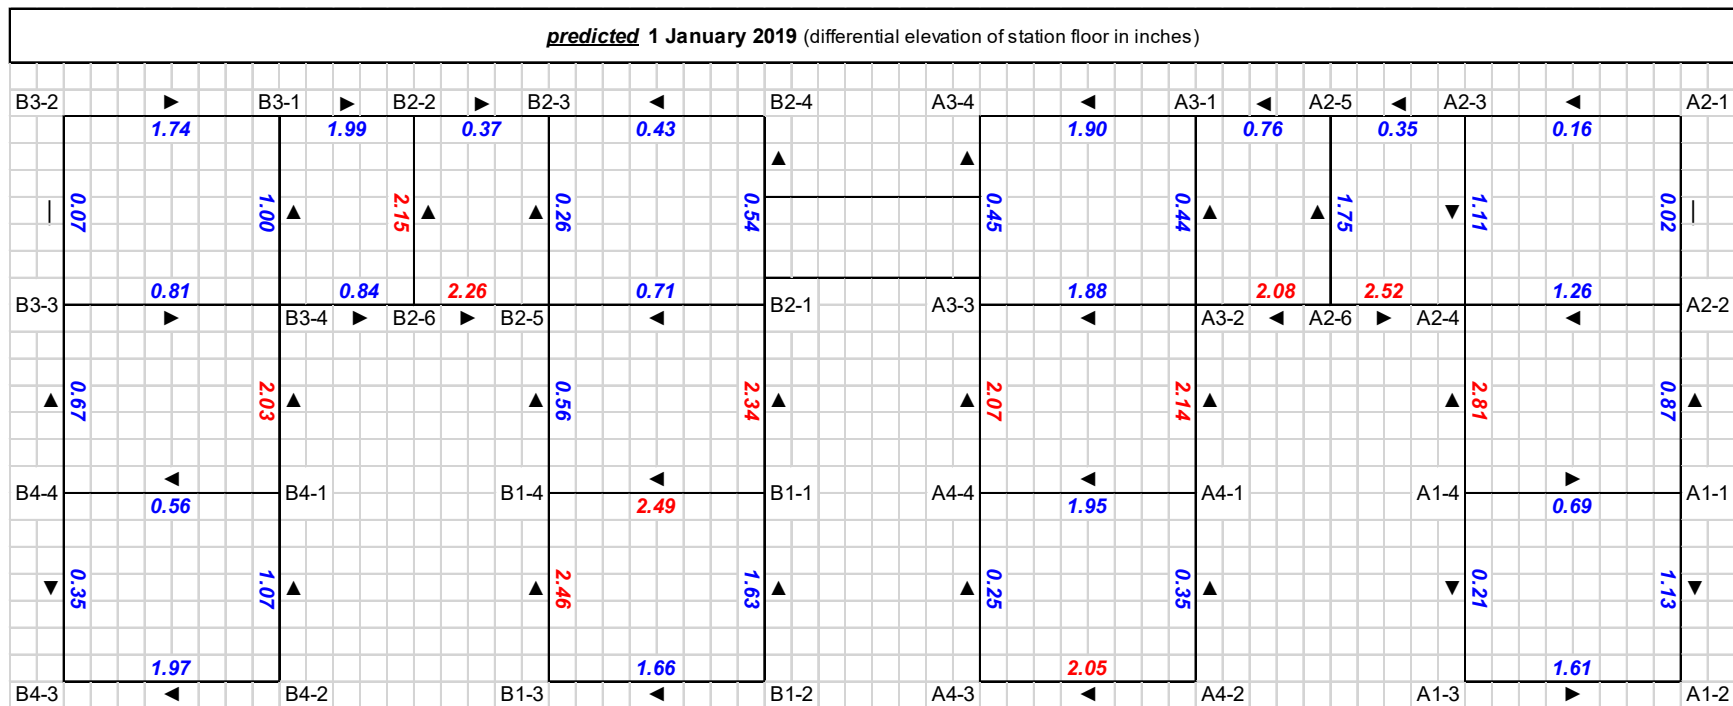 predicted 1 January 2019 (differential elevation of station floor in inches)
B3-2 ► B3-1 ► B2-2 ► B2-3 ◄ B2-4 A3-4 ◄ A3-1 ◄ A2-5 ◄ A2-3 ◄ A2-1
1.74 1.99 0.37 0.43 1.90 0.76 0.35 0.16
▲ ▲
| 0.07 1.00 ▲ 2.15 ▲ ▲ 0.26 0.54 0.45 0.44 ▲ ▲ 1.75 ▼ 1.11 0.02 |
0.81 0.84 2.26 0.71 1.88 2.08 2.52 1.26
B3-3 B2-1 A3-3 A2-2
► B3-4 ► B2-6 ► B2-5 ◄ ◄ A3-2 ◄ A2-6 ► A2-4 ◄
▲ 0.67 2.03 ▲ ▲ 0.56 2.34 ▲ ▲ 2.07 2.14 ▲ ▲ 2.81 0.87 ▲
◄ ◄ ◄ ►
B4-4 B4-1 B1-4 B1-1 A4-4 A4-1 A1-4 A1-1
0.56 2.49 1.95 0.69
▼ 0.35 1.07 ▲ ▲ 2.46 1.63 ▲ ▲ 0.25 0.35 ▲ ▼ 0.21 1.13 ▼
1.97 1.66 2.05 1.61
B4-3 ◄ B4-2 B1-3 ◄ B1-2 A4-3 ◄ A4-2 A1-3 ► A1-2